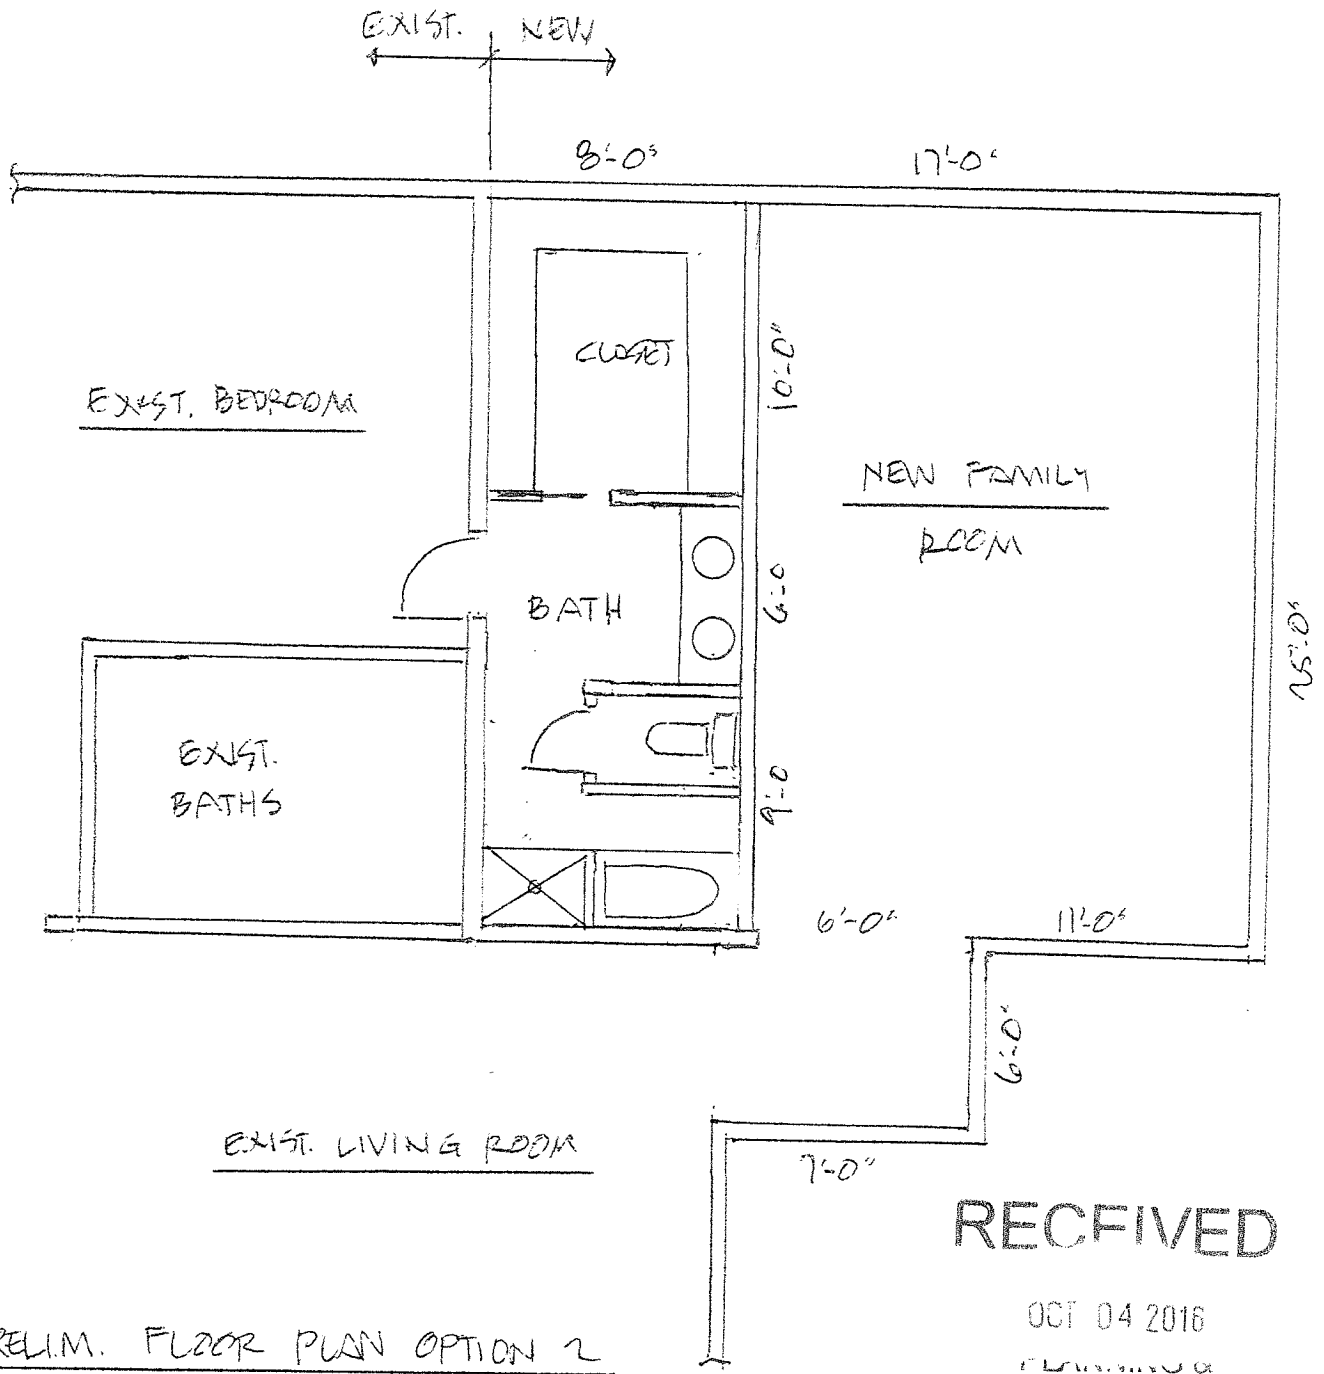 EXIST. NEW
8'-0" 17'-0"
CLOSET
10'-0"
EXIST. BEDROOM
NEW FAMILY
ROOM
BATH
6'-0
25'-0"
EXIST.
BATHS
9'-0
6'-0" 11'-0"
6'-0"
EXIST. LIVING ROOM
7'-0"
RECEIVED
OCT 04 2016
RELIM. FLOOR PLAN OPTION 2